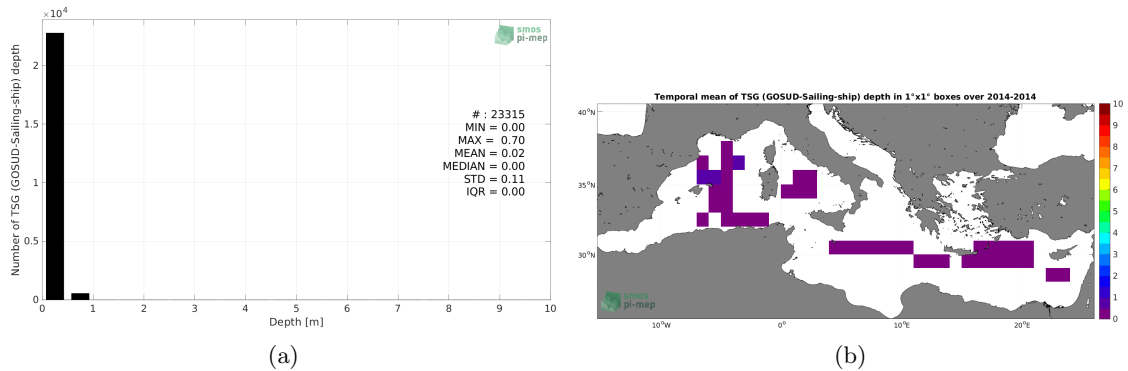 ×10⁴
smos
pi-mep
Number of TSG (GOSUD-Sailing-ship) depth
2
1.5
1
0.5
0
# : 23315
MIN = 0.00
MAX = 0.70
MEAN = 0.02
MEDIAN = 0.00
STD = 0.11
IQR = 0.00
0 1 2 3 4 5 6 7 8 9 10
Depth [m]
(a)
Temporal mean of TSG (GOSUD-Sailing-ship) depth in 1°x1° boxes over 2014-2014
40°N
35°N
30°N
10°W 0° 10°E 20°E
smos
pi-mep
10
9
8
7
6
5
4
3
2
1
0
(b)